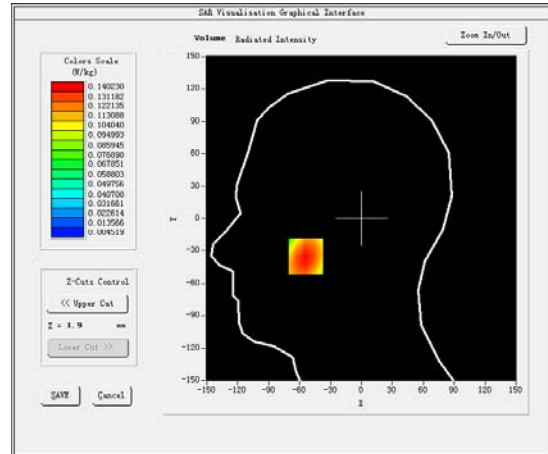 SAR Visualisation Graphical Interface
Volume Radiated Intensity
Zoom In/Out
Colors Scale
(W/kg)
0.140230
0.131182
0.122135
0.113088
0.104040
0.094993
0.085945
0.076898
0.067851
0.058803
0.049756
0.040708
0.031661
0.022614
0.013566
0.004519
150
120
90
60
30
0
-30
-60
-90
-120
-150
Y
-150 -120 -90 -60 -30 0 30 60 90 120 150
X
Z-Cuts Control
<< Upper Cut
Z = 1.9 mm
Lower Cut >>
SAVE Cancel